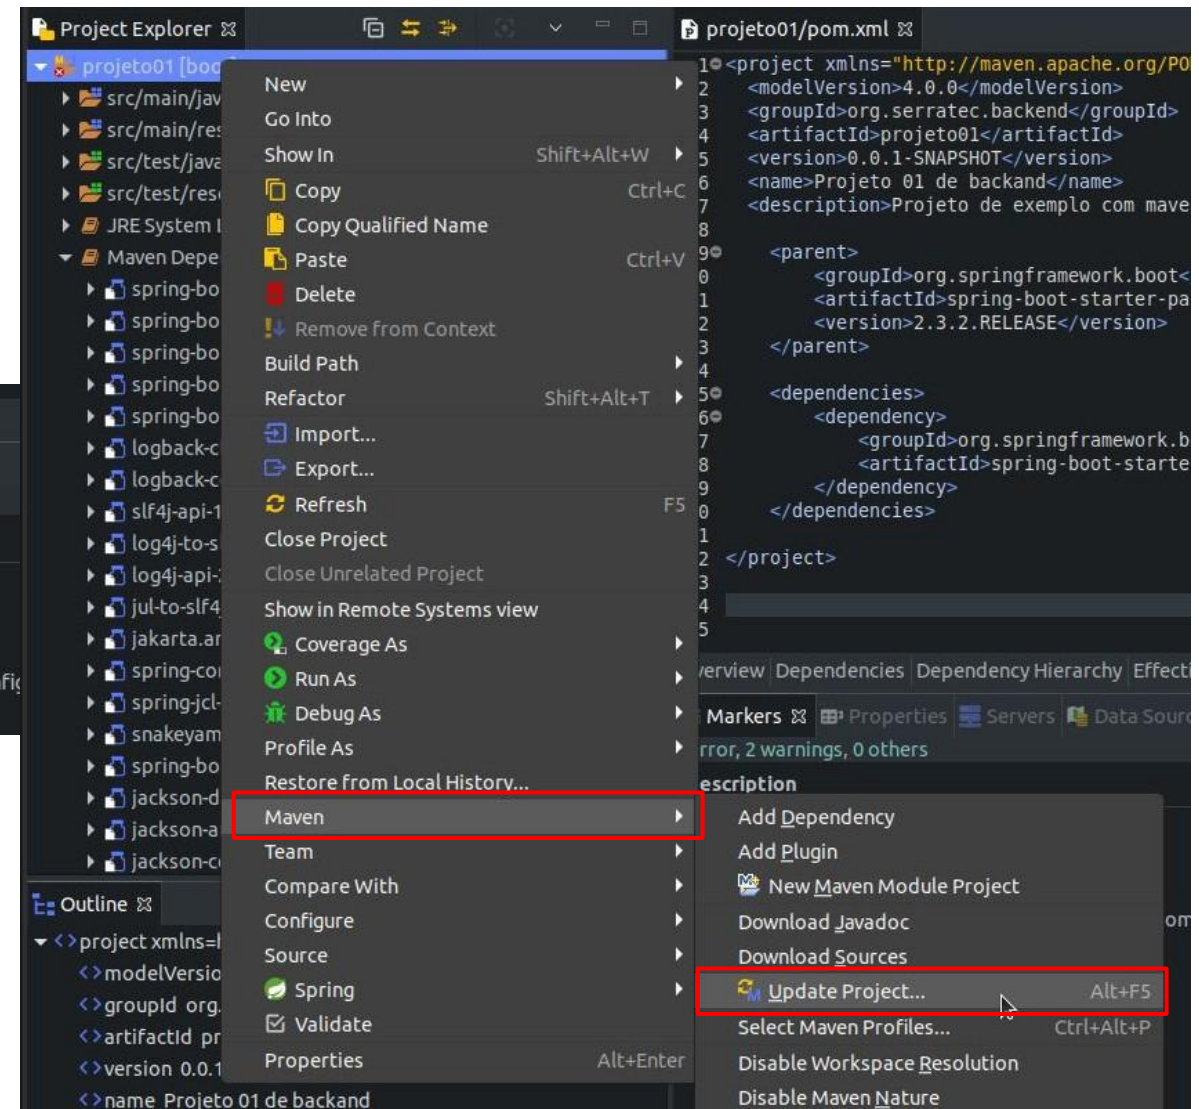 Project Explorer
projeto01/pom.xml
projeto01 [boo
src/main/jav
src/main/res
src/test/java
src/test/reso
JRE System L
Maven Depe
spring-bo
spring-bo
spring-bo
spring-bo
spring-bo
logback-c
logback-c
slf4j-api-1
log4j-to-s
log4j-api-2
jul-to-slf4
jakarta.an
spring-cor
spring-jcl-
snakeyam
spring-bo
jackson-d
jackson-a
jackson-co
Outline
project xmlns=h
modelVersio
groupId org.
artifactId pr
version 0.0.1
name Projeto 01 de backand
New
Go Into
Show In Shift+Alt+W
Copy Ctrl+C
Copy Qualified Name
Paste Ctrl+V
Delete
Remove from Context
Build Path
Refactor Shift+Alt+T
Import...
Export...
Refresh F5
Close Project
Close Unrelated Project
Show in Remote Systems view
Coverage As
Run As
Debug As
Profile As
Restore from Local History...
Maven
Team
Compare With
Configure
Source
Spring
Validate
Properties Alt+Enter
1 <project xmlns="http://maven.apache.org/PO
2 <modelVersion>4.0.0</modelVersion>
3 <groupId>org.serratec.backend</groupId>
4 <artifactId>projeto01</artifactId>
5 <version>0.0.1-SNAPSHOT</version>
6 <name>Projeto 01 de backand</name>
7 <description>Projeto de exemplo com mave
8
9 <parent>
0 <groupId>org.springframework.boot<
1 <artifactId>spring-boot-starter-pa
2 <version>2.3.2.RELEASE</version>
3 </parent>
4
5 <dependencies>
6 <dependency>
7 <groupId>org.springframework.b
8 <artifactId>spring-boot-starte
9 </dependency>
0 </dependencies>
1
2 </project>
3
4
5
verview Dependencies Dependency Hierarchy Effecti
Markers Properties Servers Data Sourc
rror, 2 warnings, 0 others
escription
Add Dependency
Add Plugin
New Maven Module Project
Download Javadoc
Download Sources
Update Project... Alt+F5
Select Maven Profiles... Ctrl+Alt+P
Disable Workspace Resolution
Disable Maven Nature
om
nfig